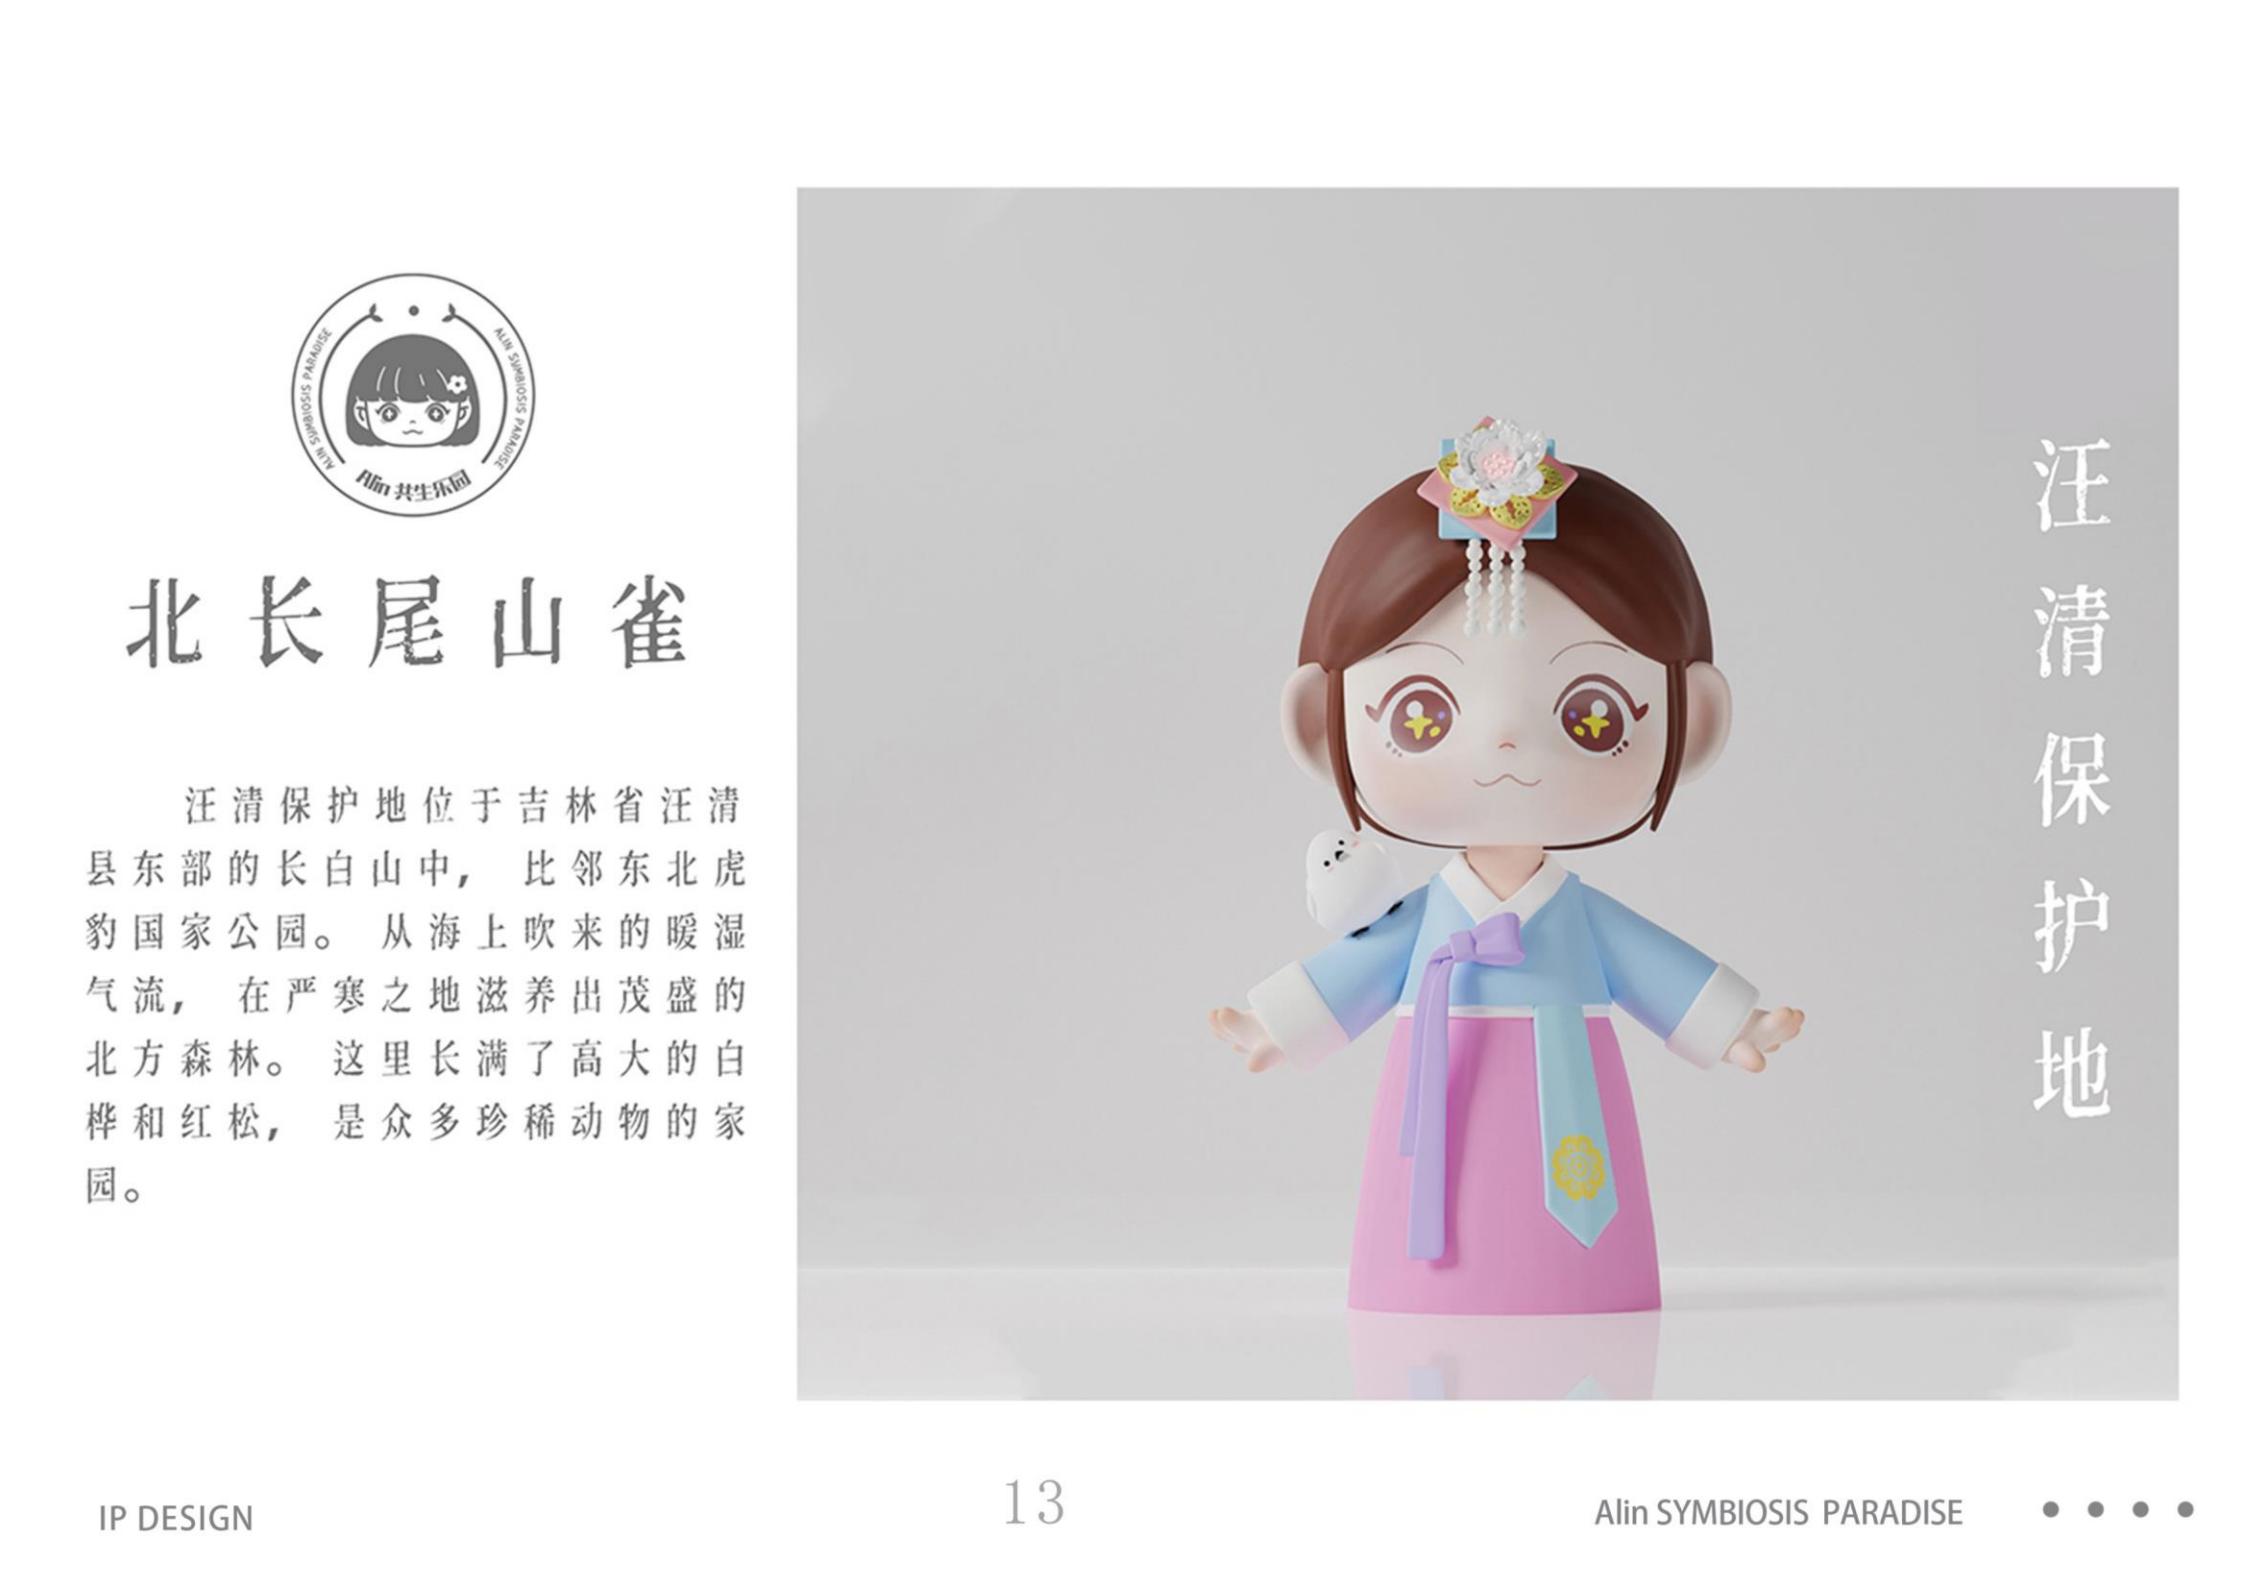 ALIN SYMBIOSIS PARADISE
ALIN SYMBIOSIS PARADISE
Alin 共生乐园
北长尾山雀
汪清保护地位于吉林省汪清
县东部的长白山中, 比邻东北虎
豹国家公园。 从海上吹来的暖湿
气流, 在严寒之地滋养出茂盛的
北方森林。 这里长满了高大的白
桦和红松, 是众多珍稀动物的家
园。
汪清保护地
IP DESIGN
13
Alin SYMBIOSIS PARADISE